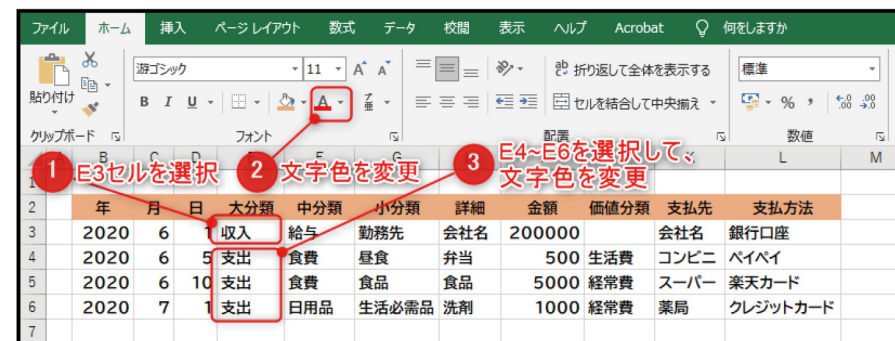 ファイル ホーム 挿入 ページ レイアウト 数式 データ 校閲 表示 ヘルプ Acrobat 何をしますか
游ゴシック 11 A A ab 折り返して全体を表示する 標準
貼り付け B I U A セルを結合して中央揃え % 9
クリップボード フォント 配置 数値
1 E3セルを選択 2 文字色を変更 3 E4~E6を選択して、
文字色を変更
B C D L M
1
2 年 月 日 大分類 中分類 小分類 詳細 金額 価値分類 支払先 支払方法
3 2020 6 1 収入 給与 勤務先 会社名 200000 会社名 銀行口座
4 2020 6 5 支出 食費 昼食 弁当 500 生活費 コンビニ ペイペイ
5 2020 6 10 支出 食費 食品 食品 5000 経常費 スーパー 楽天カード
6 2020 7 1 支出 日用品 生活必需品 洗剤 1000 経常費 薬局 クレジットカード
7